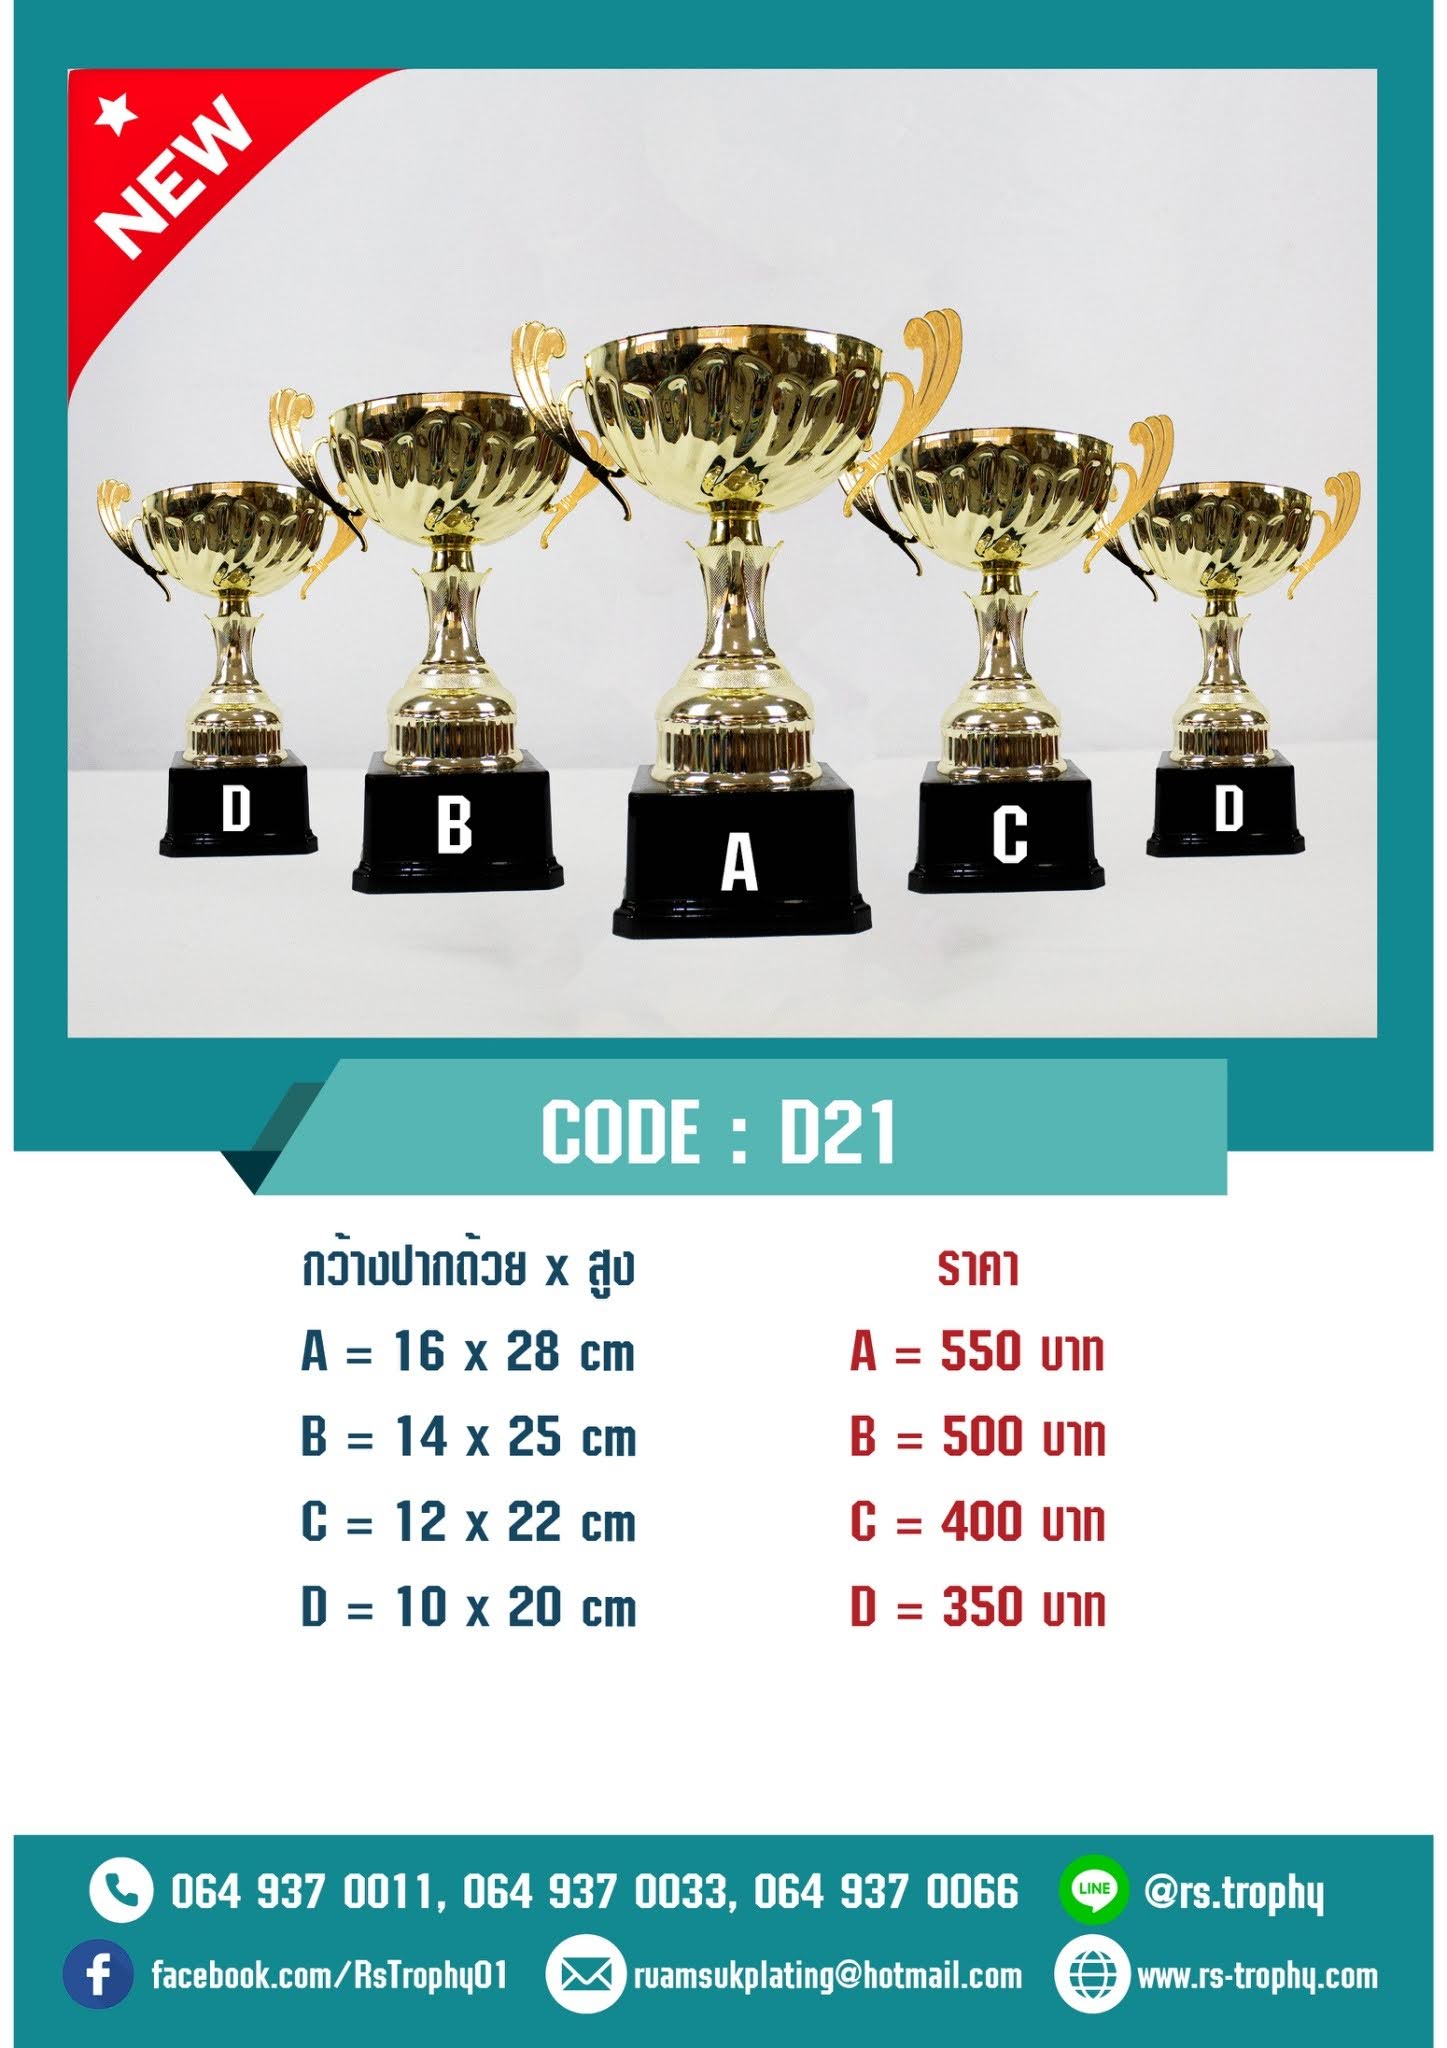 NEW
D
B
A
C
D
CODE : D21
กว้างปากถ้วย x สูง
ราคา
A = 16 x 28 cm
A = 550 บาท
B = 14 x 25 cm
B = 500 บาท
C = 12 x 22 cm
C = 400 บาท
D = 10 x 20 cm
D = 350 บาท
064 937 0011, 064 937 0033, 064 937 0066
LINE
@rs.trophy
f facebook.com/RsTrophy01
ruamsukplating@hotmail.com
www.rs-trophy.com